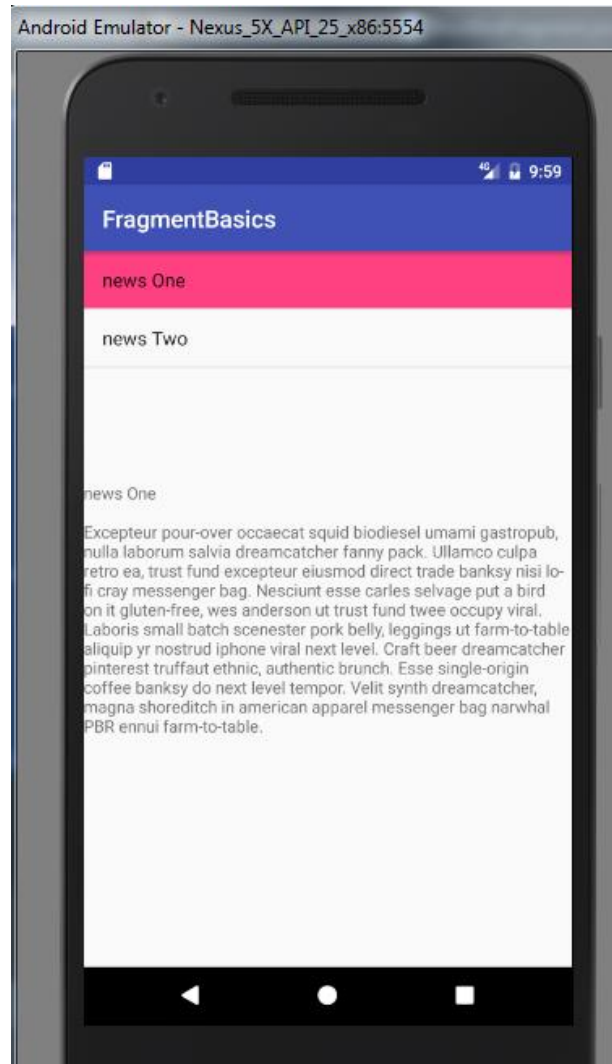 Android Emulator - Nexus_5X_API_25_x86:5554
4G 9:59
FragmentBasics
news One
news Two
news One
Excepteur pour-over occaecat squid biodiesel umami gastropub,
nulla laborum salvia dreamcatcher fanny pack. Ullamco culpa
retro ea, trust fund excepteur eiusmod direct trade banksy nisi lo-
fi cray messenger bag. Nesciunt esse carles selvage put a bird
on it gluten-free, wes anderson ut trust fund twee occupy viral.
Laboris small batch scenester pork belly, leggings ut farm-to-table
aliquip yr nostrud iphone viral next level. Craft beer dreamcatcher
pinterest truffaut ethnic, authentic brunch. Esse single-origin
coffee banksy do next level tempor. Velit synth dreamcatcher,
magna shoreditch in american apparel messenger bag narwhal
PBR ennui farm-to-table.